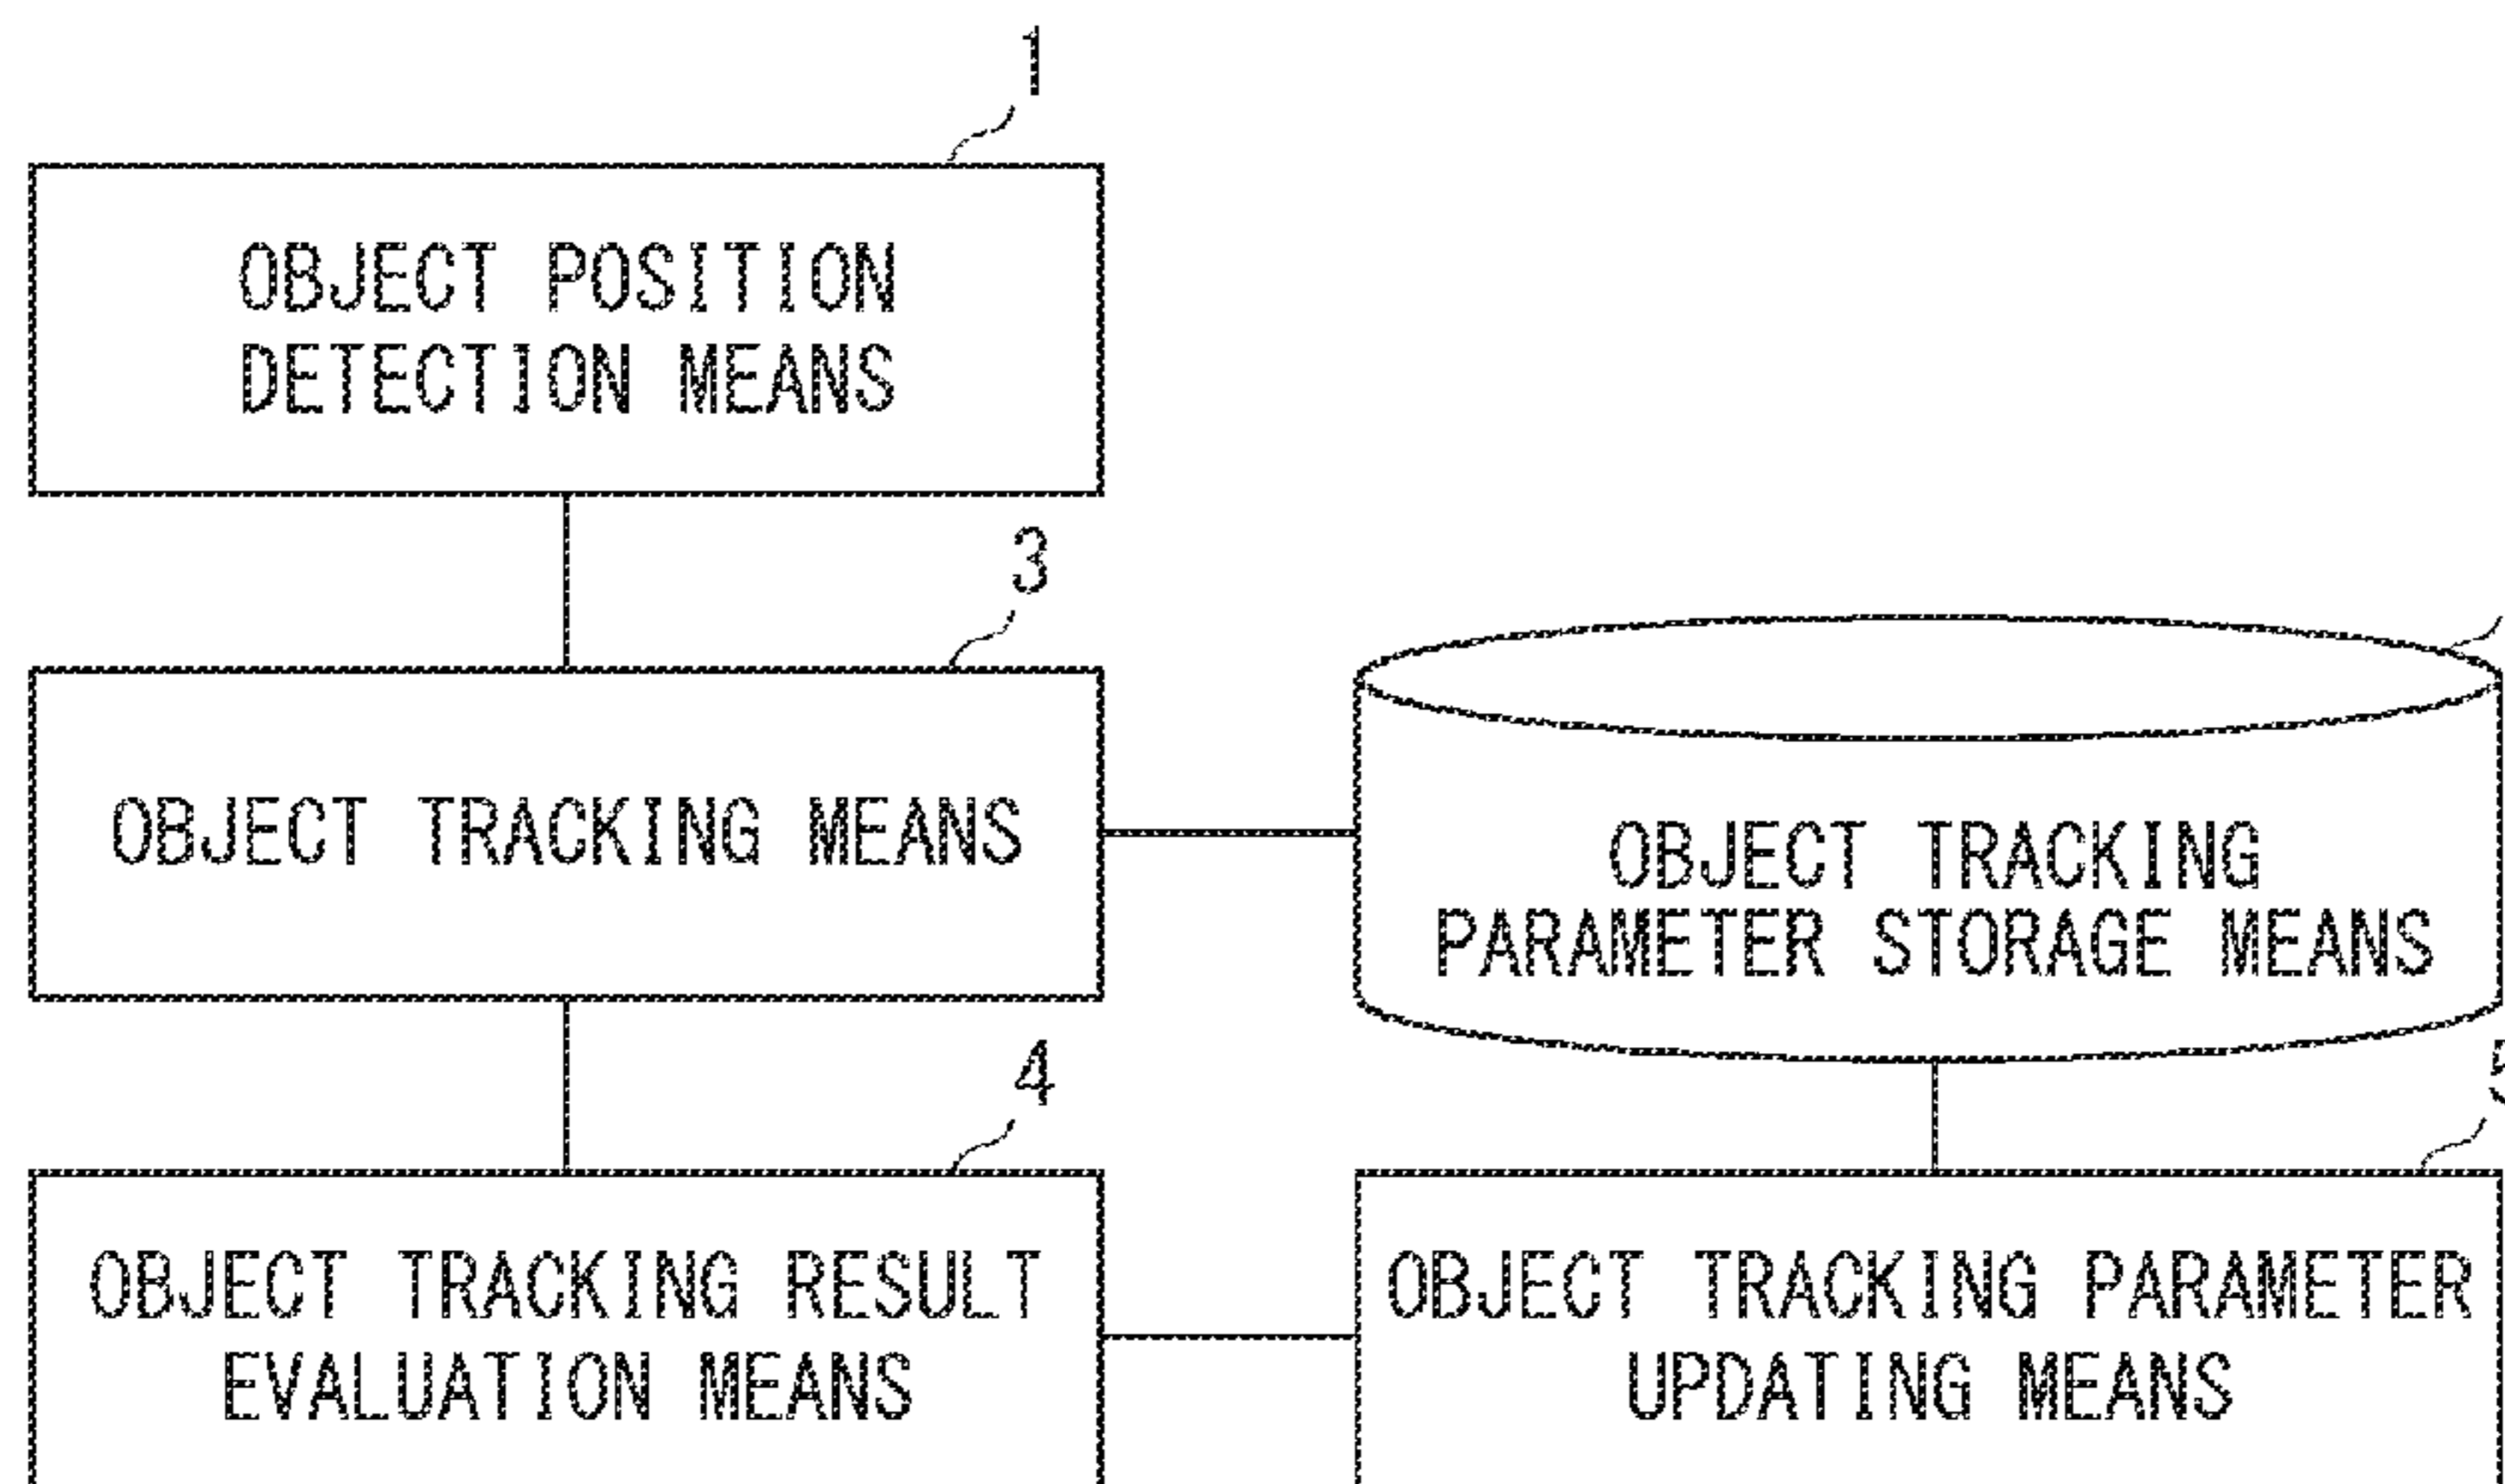 1
OBJECT POSITION
DETECTION MEANS
3
OBJECT TRACKING MEANS
OBJECT TRACKING
PARAMETER STORAGE MEANS
4
5
OBJECT TRACKING RESULT
EVALUATION MEANS
OBJECT TRACKING PARAMETER
UPDATING MEANS